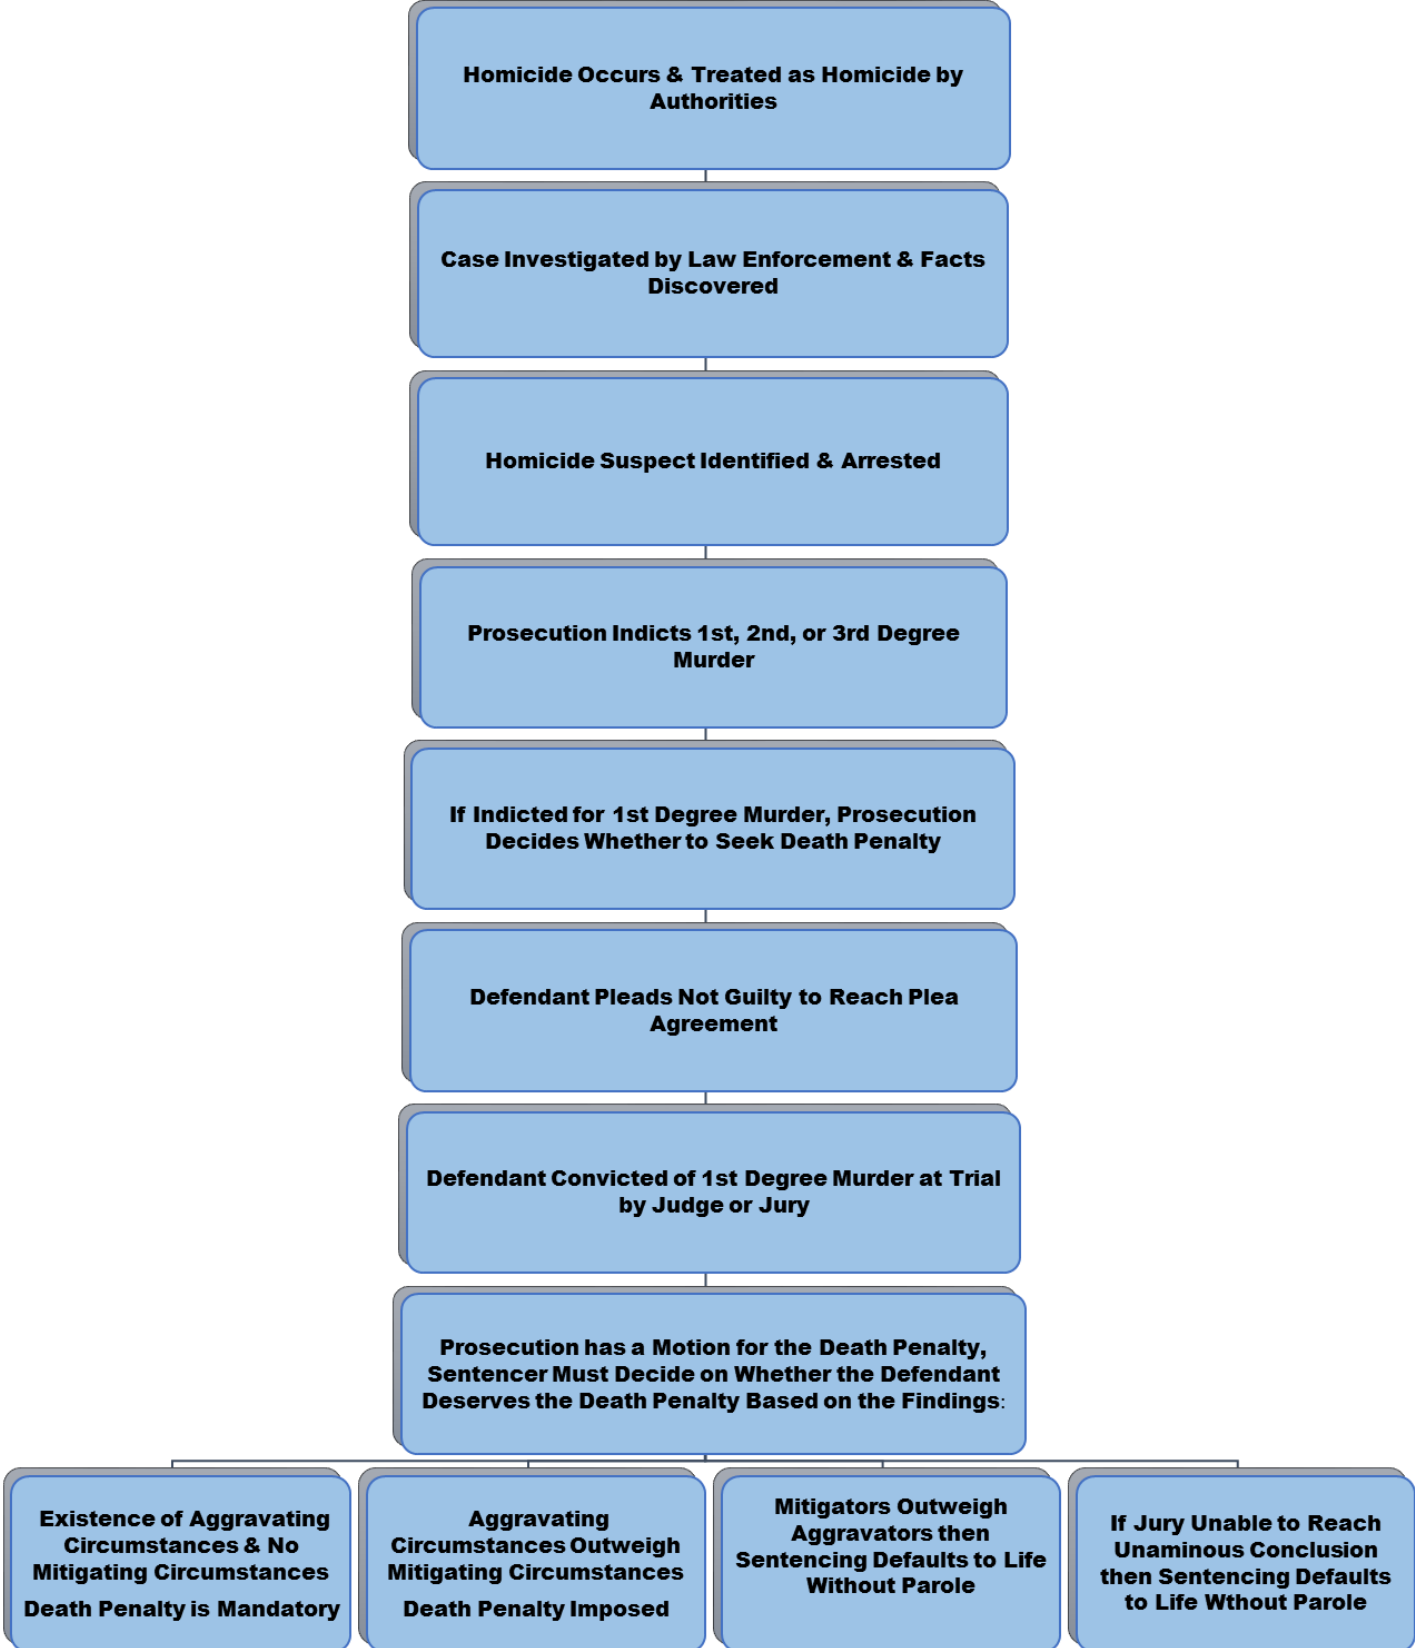 Homicide Occurs & Treated as Homicide by
Authorities
Case Investigated by Law Enforcement & Facts
Discovered
Homicide Suspect Identified & Arrested
Prosecution Indicts 1st, 2nd, or 3rd Degree
Murder
If Indicted for 1st Degree Murder, Prosecution
Decides Whether to Seek Death Penalty
Defendant Pleads Not Guilty to Reach Plea
Agreement
Defendant Convicted of 1st Degree Murder at Trial
by Judge or Jury
Prosecution has a Motion for the Death Penalty,
Sentencer Must Decide on Whether the Defendant
Deserves the Death Penalty Based on the Findings:
Existence of Aggravating
Circumstances & No
Mitigating Circumstances
Death Penalty is Mandatory
Aggravating
Circumstances Outweigh
Mitigating Circumstances
Death Penalty Imposed
Mitigators Outweigh
Aggravators then
Sentencing Defaults to Life
Without Parole
If Jury Unable to Reach
Unaminous Conclusion
then Sentencing Defaults
to Life Wthout Parole